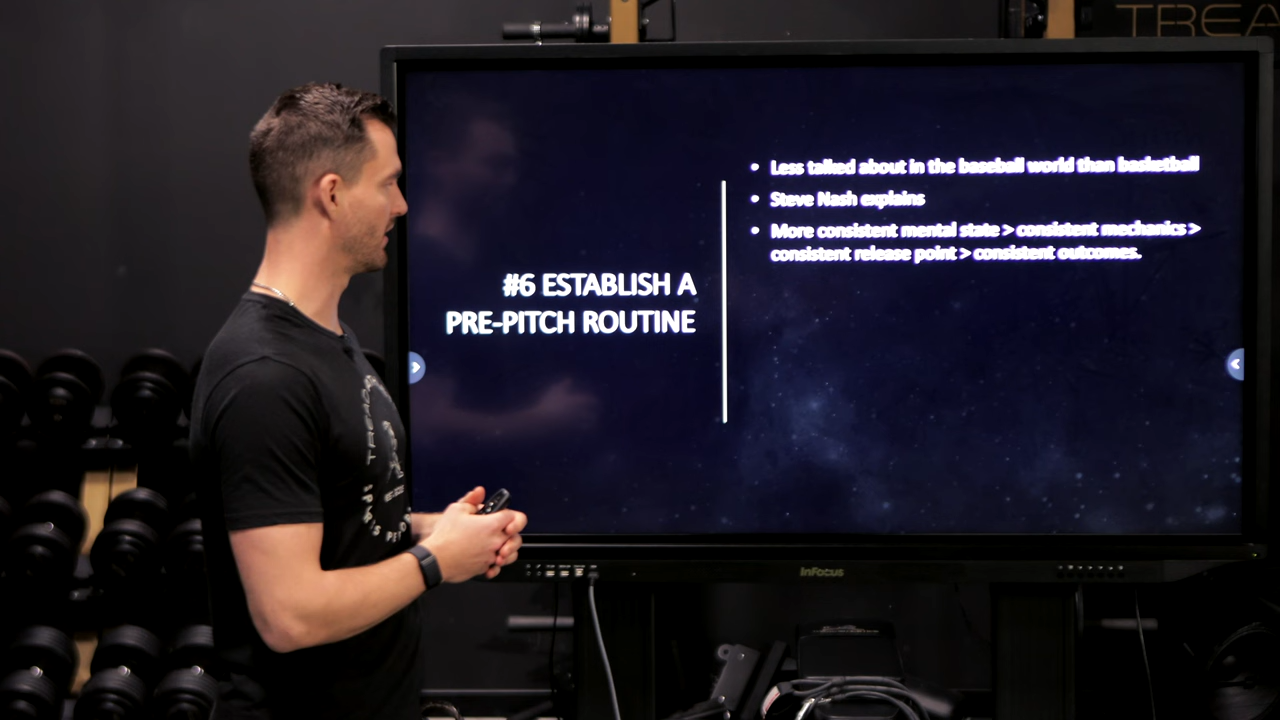 TREA
• Less talked about in the baseball world than basketball
• Steve Nash explains
• More consistent mental state > consistent mechanics >
consistent release point > consistent outcomes.
#6 ESTABLISH A
PRE-PITCH ROUTINE
InFocus